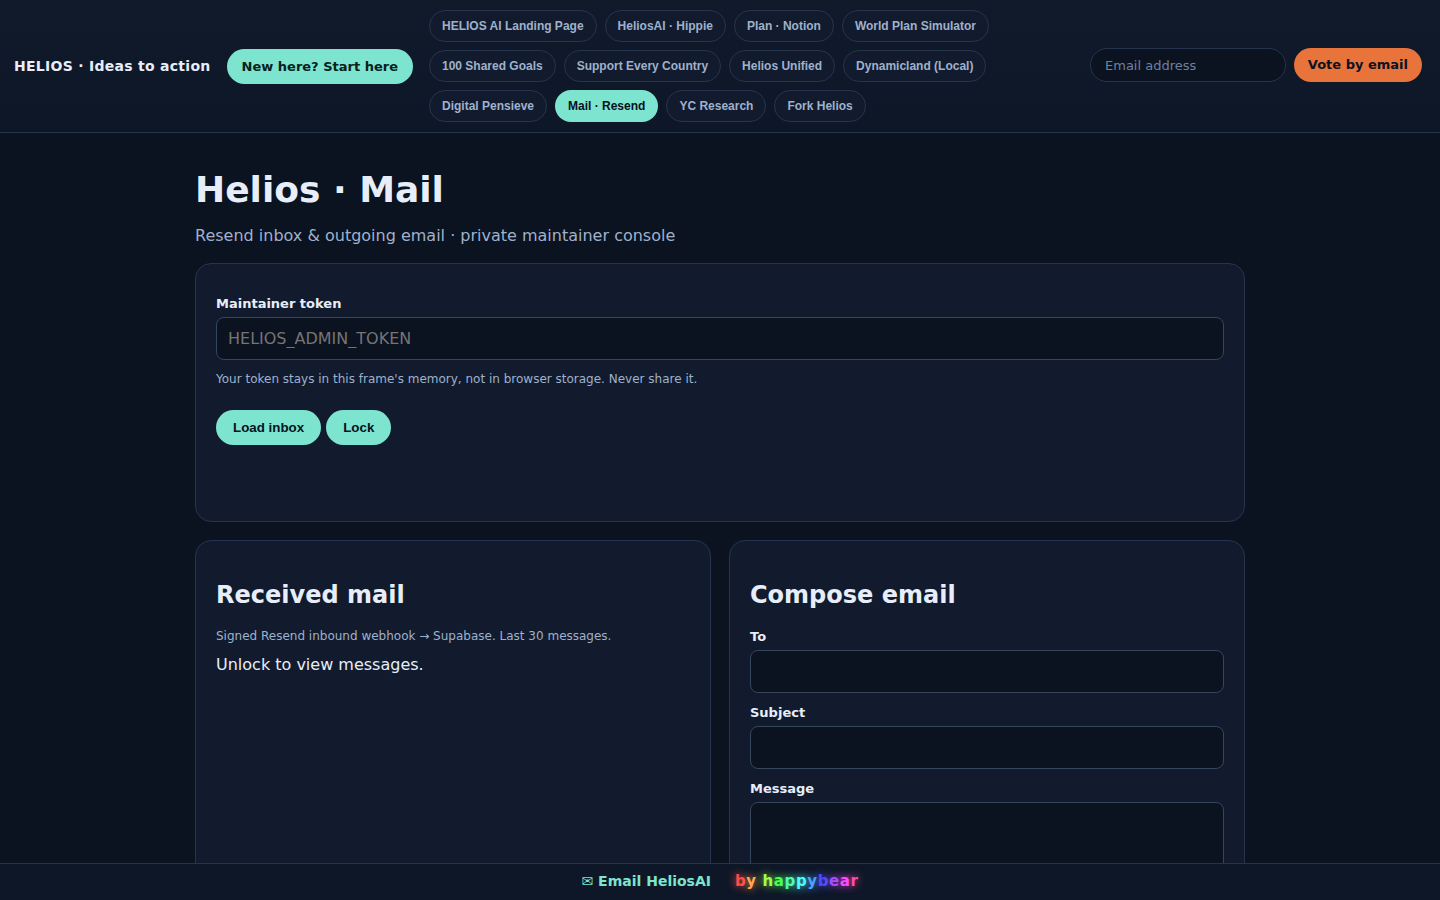 HELIOS · Ideas to action
New here? Start here
HELIOS AI Landing Page
HeliosAI · Hippie
Plan · Notion
World Plan Simulator
100 Shared Goals
Support Every Country
Helios Unified
Dynamicland (Local)
Digital Pensieve
Mail · Resend
YC Research
Fork Helios
Email address
Vote by email
Helios · Mail
Resend inbox & outgoing email · private maintainer console
Maintainer token
HELIOS_ADMIN_TOKEN
Your token stays in this frame's memory, not in browser storage. Never share it.
Load inbox
Lock
Received mail
Signed Resend inbound webhook → Supabase. Last 30 messages.
Unlock to view messages.
Compose email
To
Subject
Message
✉ Email HeliosAI
by happybear